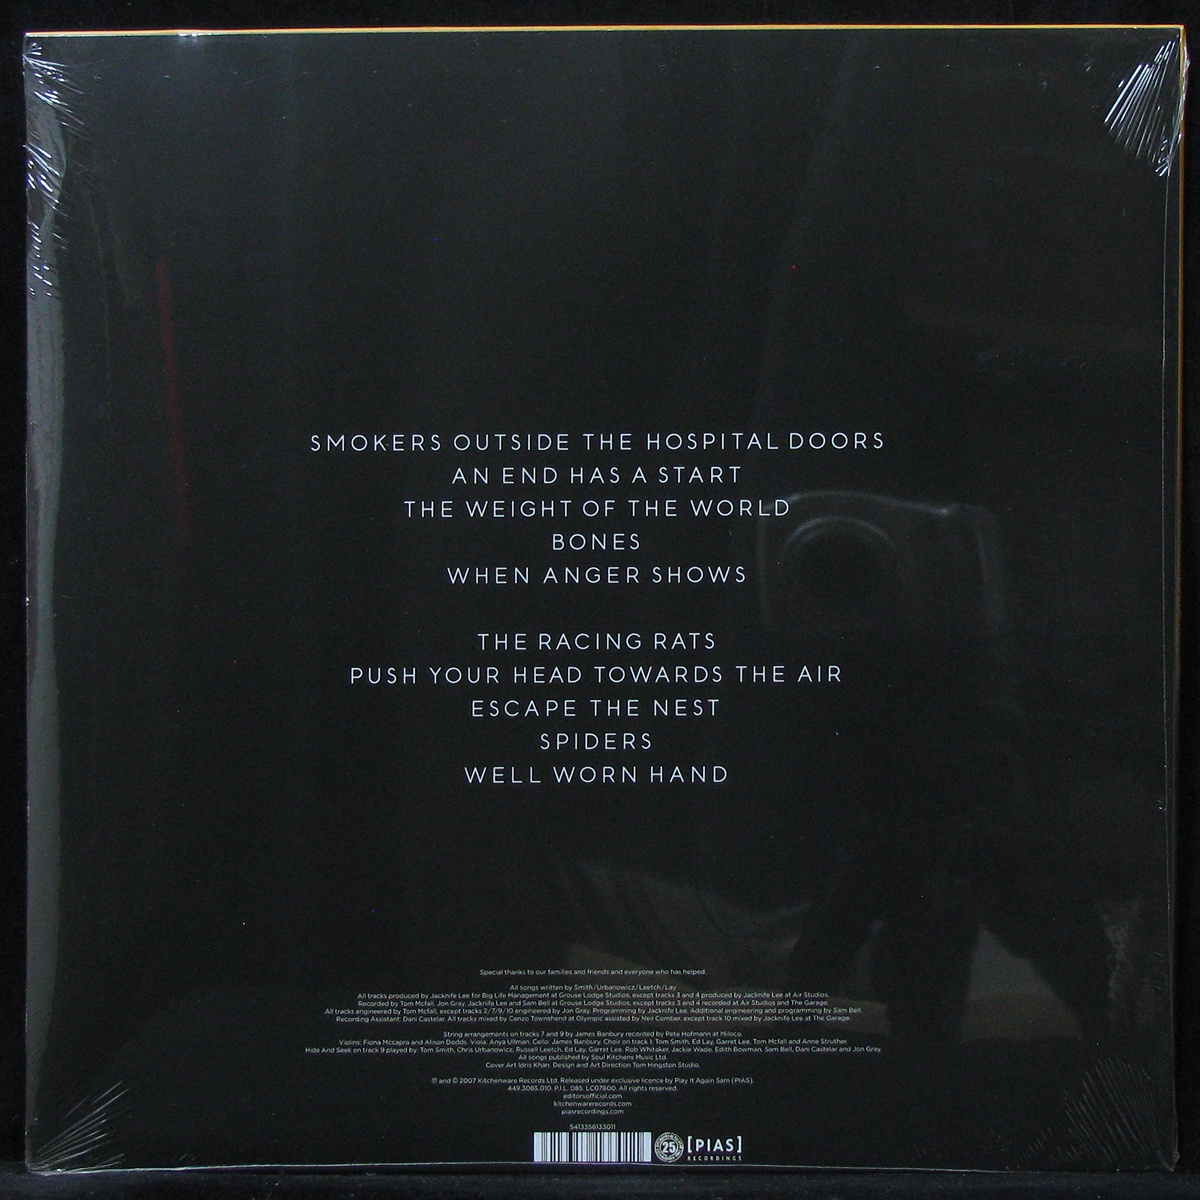 SMOKERS OUTSIDE THE HOSPITAL DOORS
AN END HAS A START
THE WEIGHT OF THE WORLD
BONES
WHEN ANGER SHOWS
THE RACING RATS
PUSH YOUR HEAD TOWARDS THE AIR
ESCAPE THE NEST
SPIDERS
WELL WORN HAND
Special thanks to our families and friends and everyone who has helped.
All songs written by Smith/Urbanowicz/Leetch/Lay
All tracks produced by Jacknife Lee for Big Life Management at Grouse Lodge Studios, except tracks 3 and 4 produced by Jacknife Lee at Air Studios.
Recorded by Tom Mcfall, Jon Gray, Jacknife Lee and Sam Bell at Grouse Lodge Studios, except tracks 3 and 4 recorded at Air Studios and The Garage.
All tracks engineered by Tom Mcfall, except tracks 2/7/9/10 engineered by Jon Gray. Programming by Jacknife Lee. Additional engineering and programming by Sam Bell.
Recording Assistant: Dani Castelar. All tracks mixed by Cenzo Townshend at Olympic assisted by Neil Comber, except track 10 mixed by Jacknife Lee at The Garage.
String arrangements on tracks 7 and 9 by James Banbury recorded by Pete Hofmann at Miloco.
Violins: Fiona Mccapra and Alison Dodds. Viola: Anya Ulman. Cello: James Banbury. Choir on track 1: Tom Smith, Ed Lay, Garret Lee, Tom Mcfall and Anne Struther.
Hide And Seek on track 9 played by: Tom Smith, Chris Urbanowicz, Russell Leetch, Ed Lay, Garret Lee, Rob Whitaker, Jackie Wade, Edith Bowman, Sam Bell, Dani Castelar and Jon Gray.
All songs published by Soul Kitchens Music Ltd.
Cover Art Idris Khan. Design and Art Direction Tom Hingston Studio.
℗ and © 2007 Kitchenware Records Ltd. Released under exclusive licence by Play It Again Sam (PIAS).
449.3085.010. P.I.L. 085. LC07800. All rights reserved.
editorsofficial.com
kitchenwarerecords.com
piasrecordings.com
5413356133011
25
[PIAS]
RECORDINGS